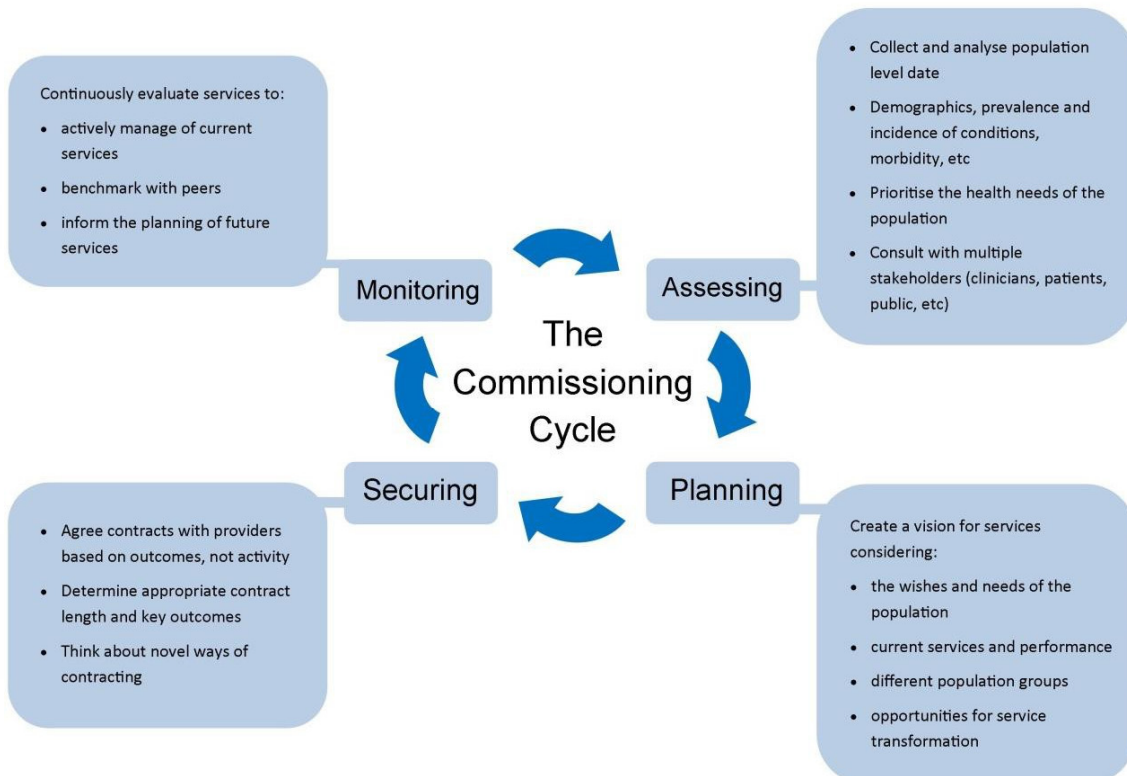 Continuously evaluate services to:
• actively manage of current
services
• benchmark with peers
• inform the planning of future
services
Monitoring
• Collect and analyse population
level date
• Demographics, prevalence and
incidence of conditions,
morbidity, etc
• Prioritise the health needs of the
population
• Consult with multiple
stakeholders (clinicians, patients,
public, etc)
Assessing
The
Commissioning
Cycle
Securing
• Agree contracts with providers
based on outcomes, not activity
• Determine appropriate contract
length and key outcomes
• Think about novel ways of
contracting
Planning
Create a vision for services
considering:
• the wishes and needs of the
population
• current services and performance
• different population groups
• opportunities for service
transformation